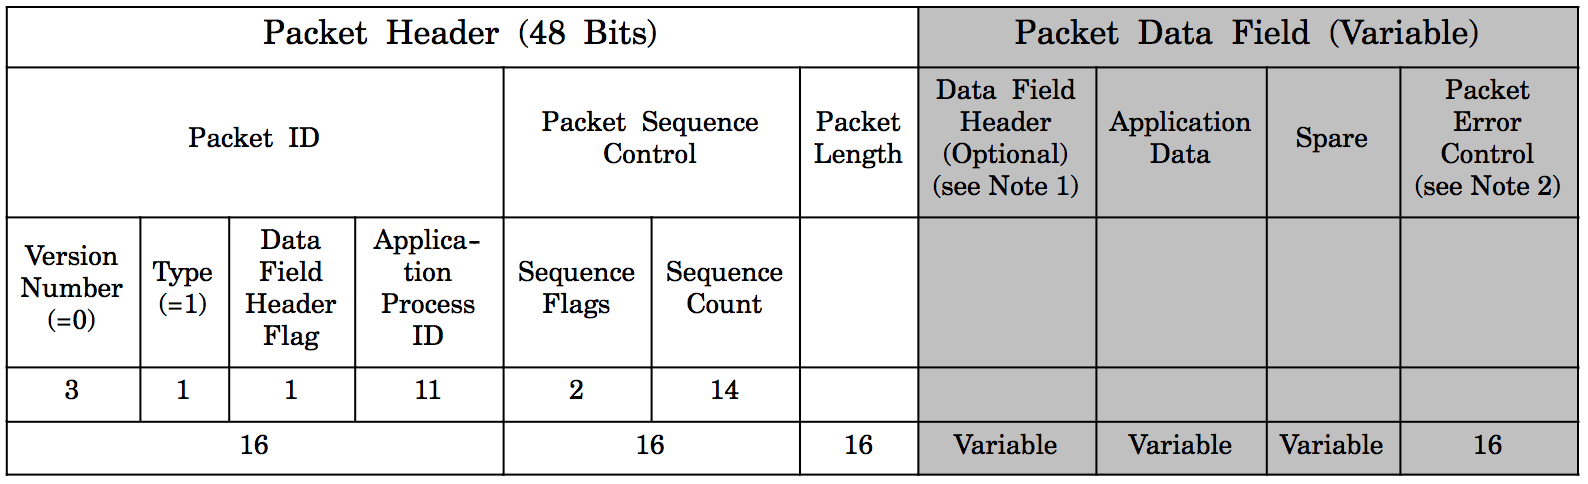 Packet Header (48 Bits)
Packet Data Field (Variable)
Packet ID
Packet Sequence
Control
Packet
Length
Data Field
Header
(Optional)
(see Note 1)
Application
Data
Spare
Packet
Error
Control
(see Note 2)
Version
Number
(=0)
Type
(=1)
Data
Field
Header
Flag
Applica-
tion
Process
ID
Sequence
Flags
Sequence
Count
3
1
1
11
2
14
16
16
16
Variable
Variable
Variable
16